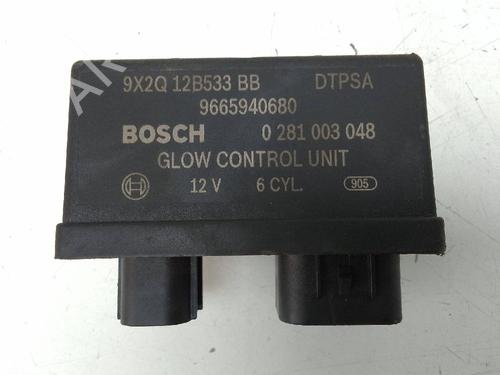 9X2Q 12B533 BB DTPSA
9665940680
BOSCH 0 281 003 048
GLOW CONTROL UNIT
12 V 6 CYL. 905